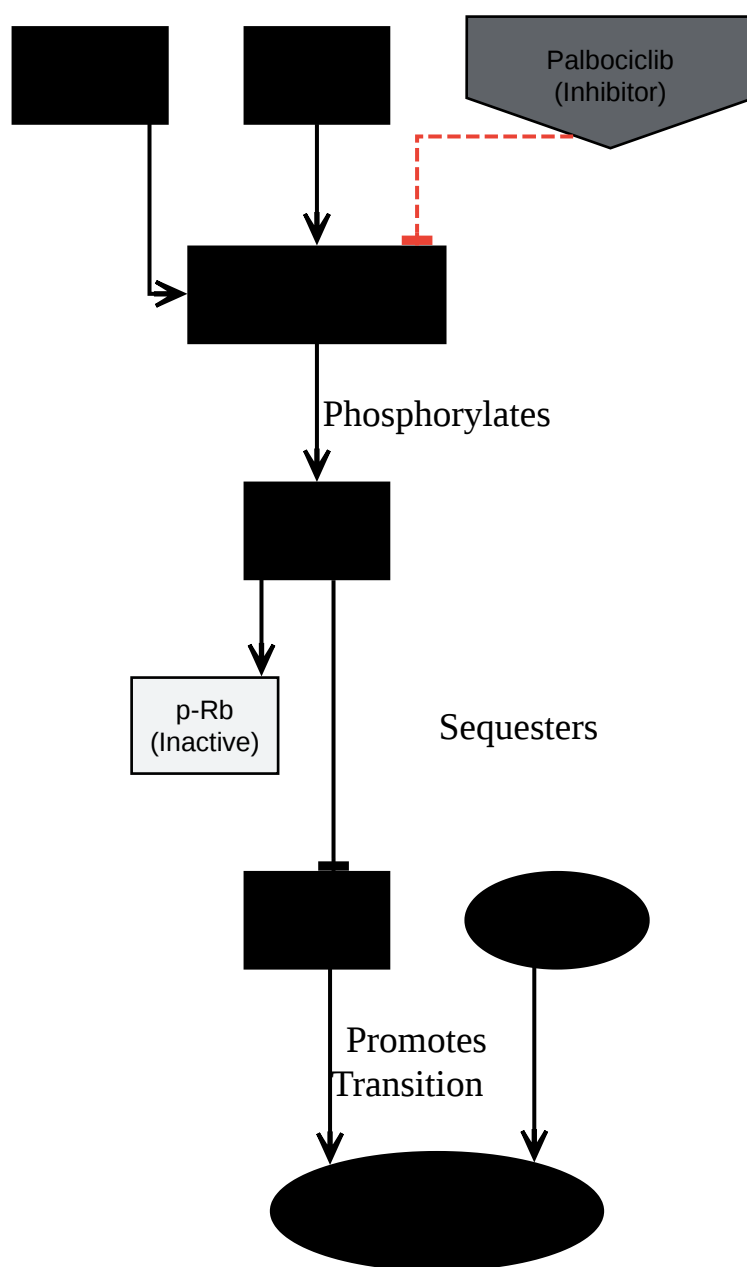 Palbociclib
(Inhibitor)
Phosphorylates
p-Rb
(Inactive)
Sequesters
Promotes
Transition